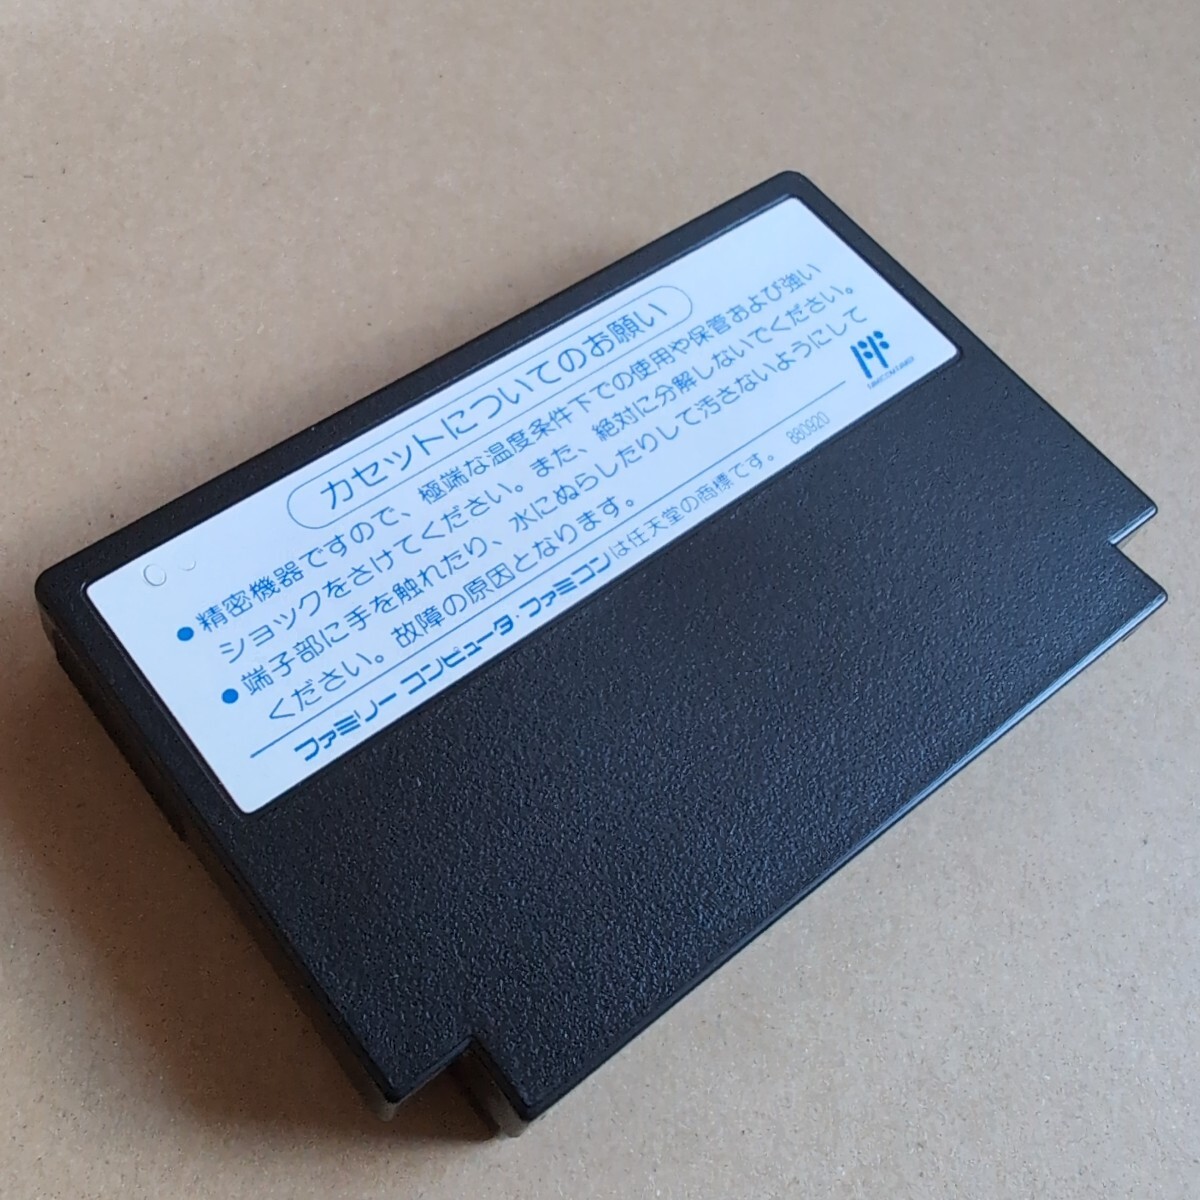 カセットについてのお願い
●精密機器ですので、極端な温度条件下での使用や保管および強い
ショックをさけてください。また、絶対に分解しないでください。
●端子部に手を触れたり、水にぬらしたりして汚さないようにして
ください。故障の原因となります。
ファミリーコンピュータ・ファミコンは任天堂の商標です。
880920
FAMICOM FAMILY